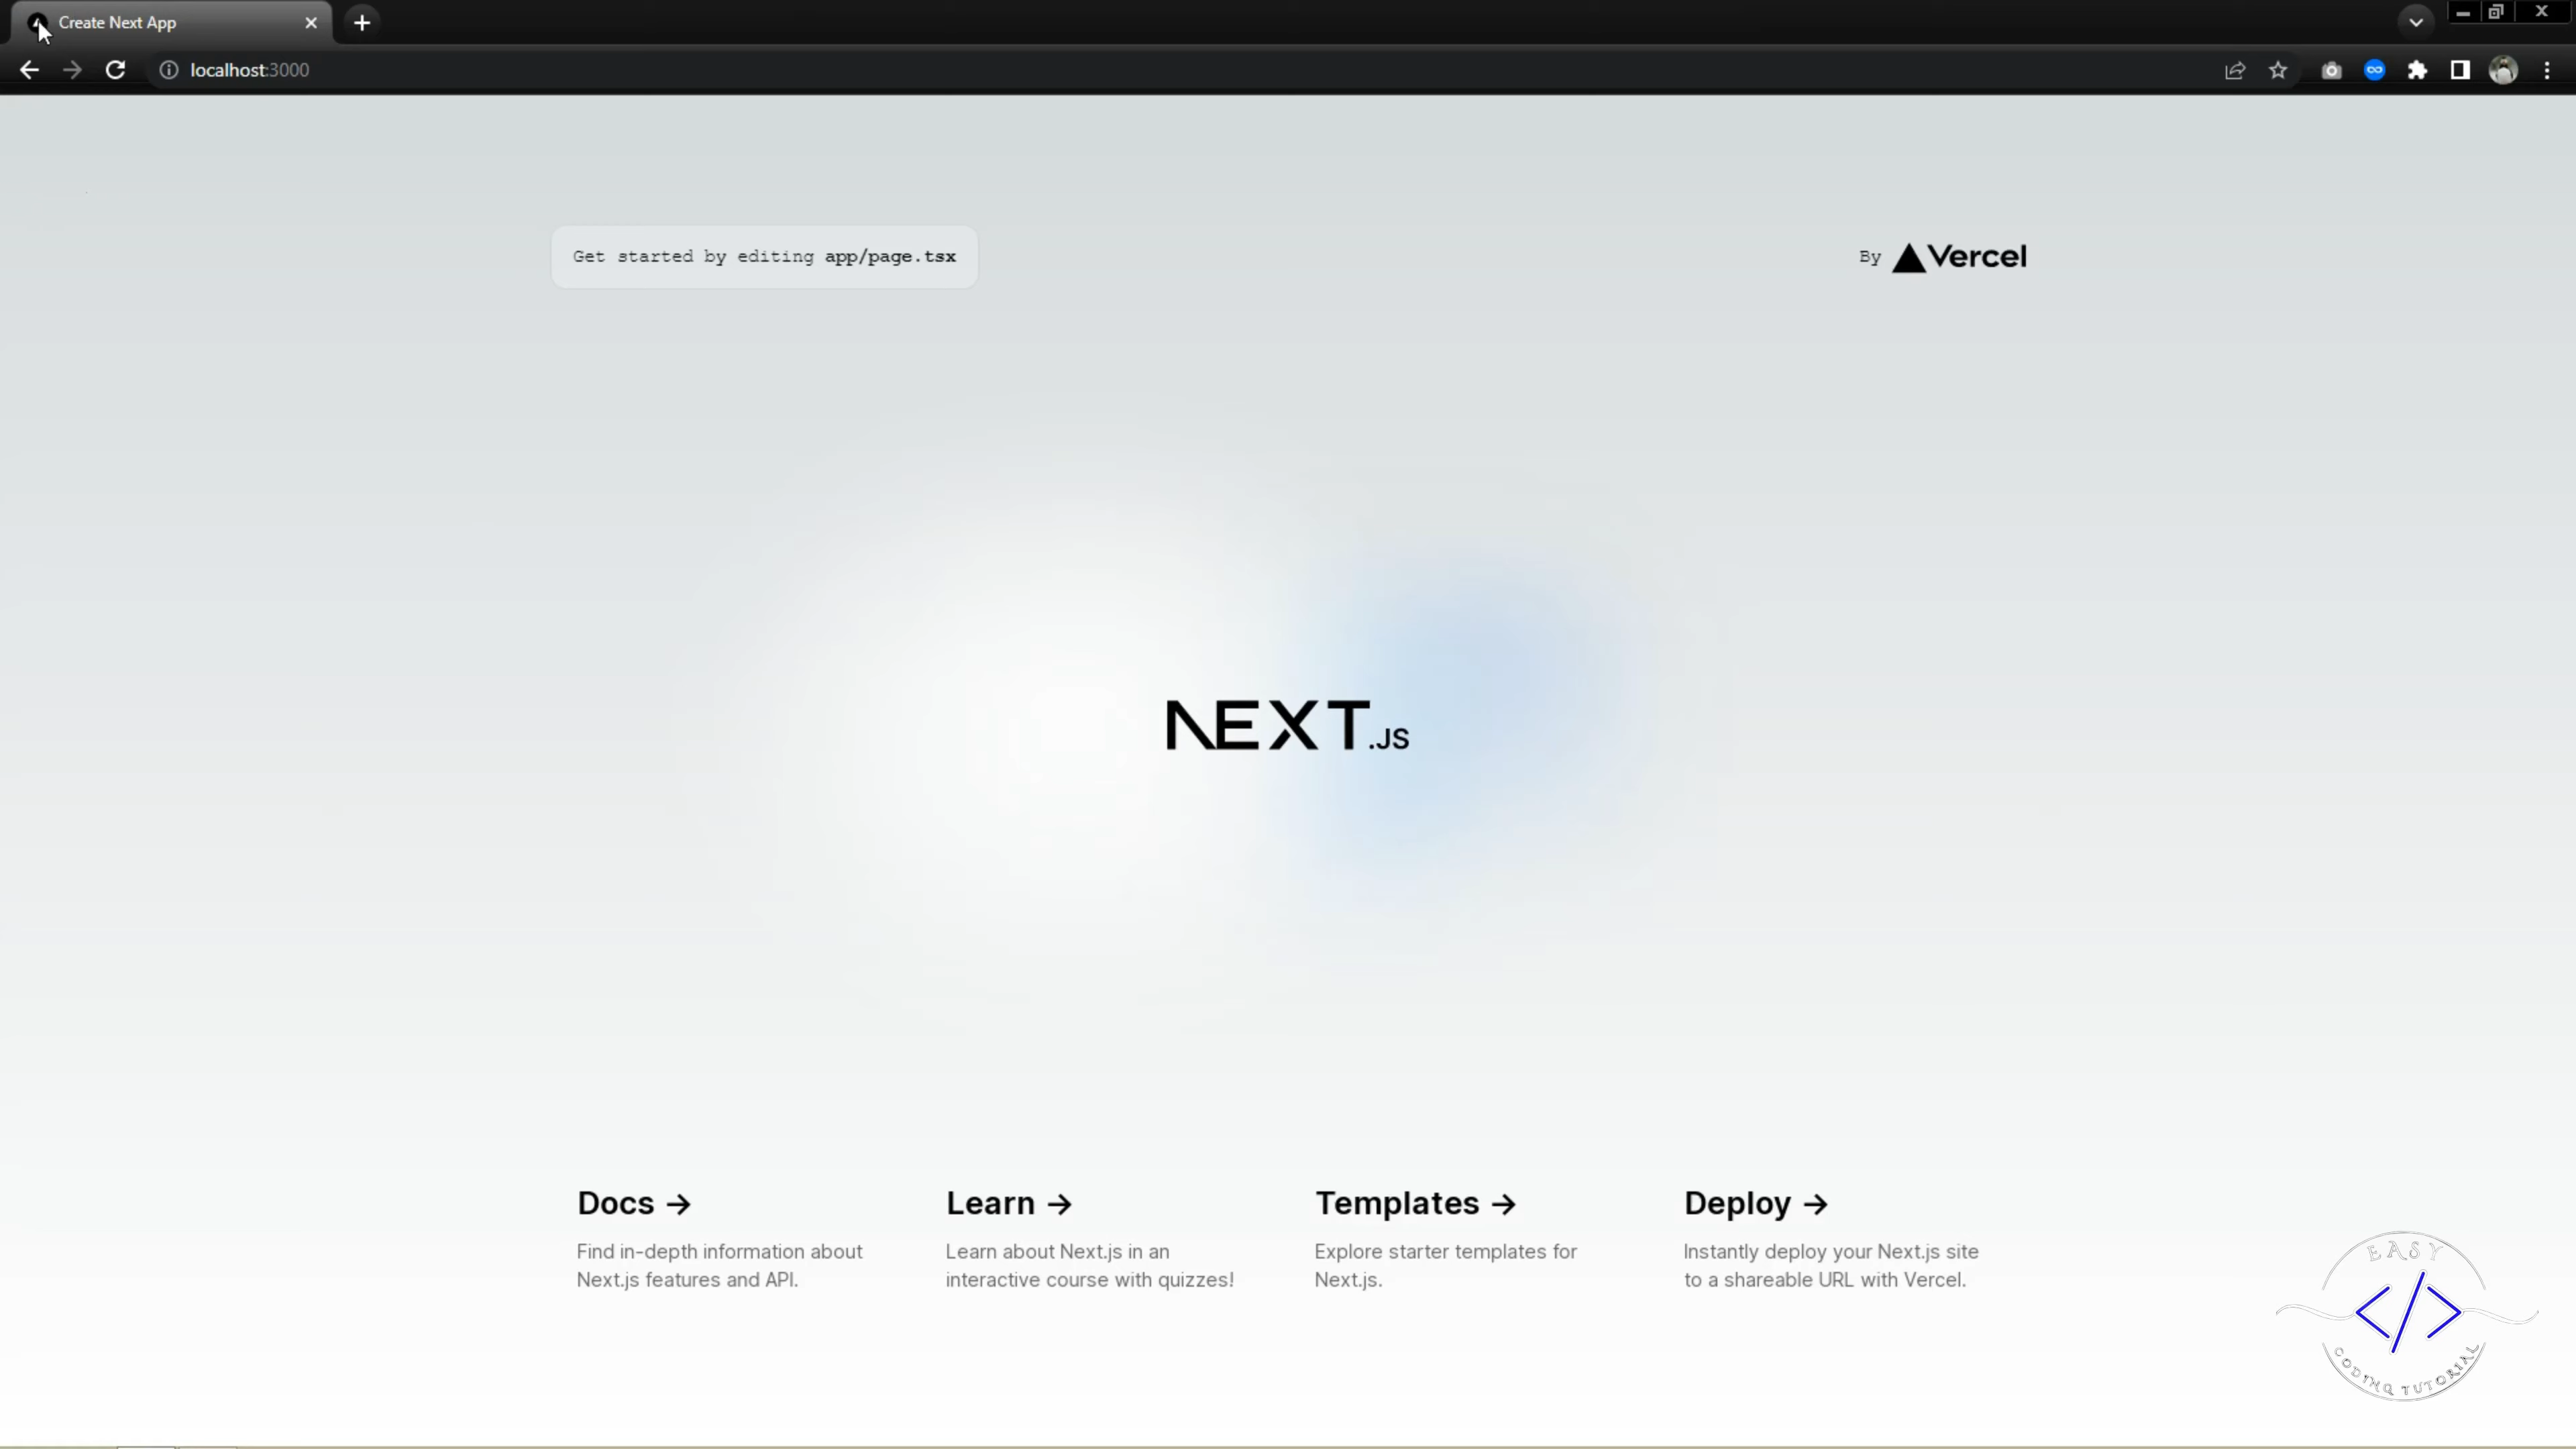 Create Next App
localhost:3000
Get started by editing app/page.tsx
By Vercel
NEXT.JS
Docs ->
Find in-depth information about
Next.js features and API.
Learn ->
Learn about Next.js in an
interactive course with quizzes!
Templates ->
Explore starter templates for
Next.js.
Deploy ->
Instantly deploy your Next.js site
to a shareable URL with Vercel.
EASY
</>
CODING TUTORIAL